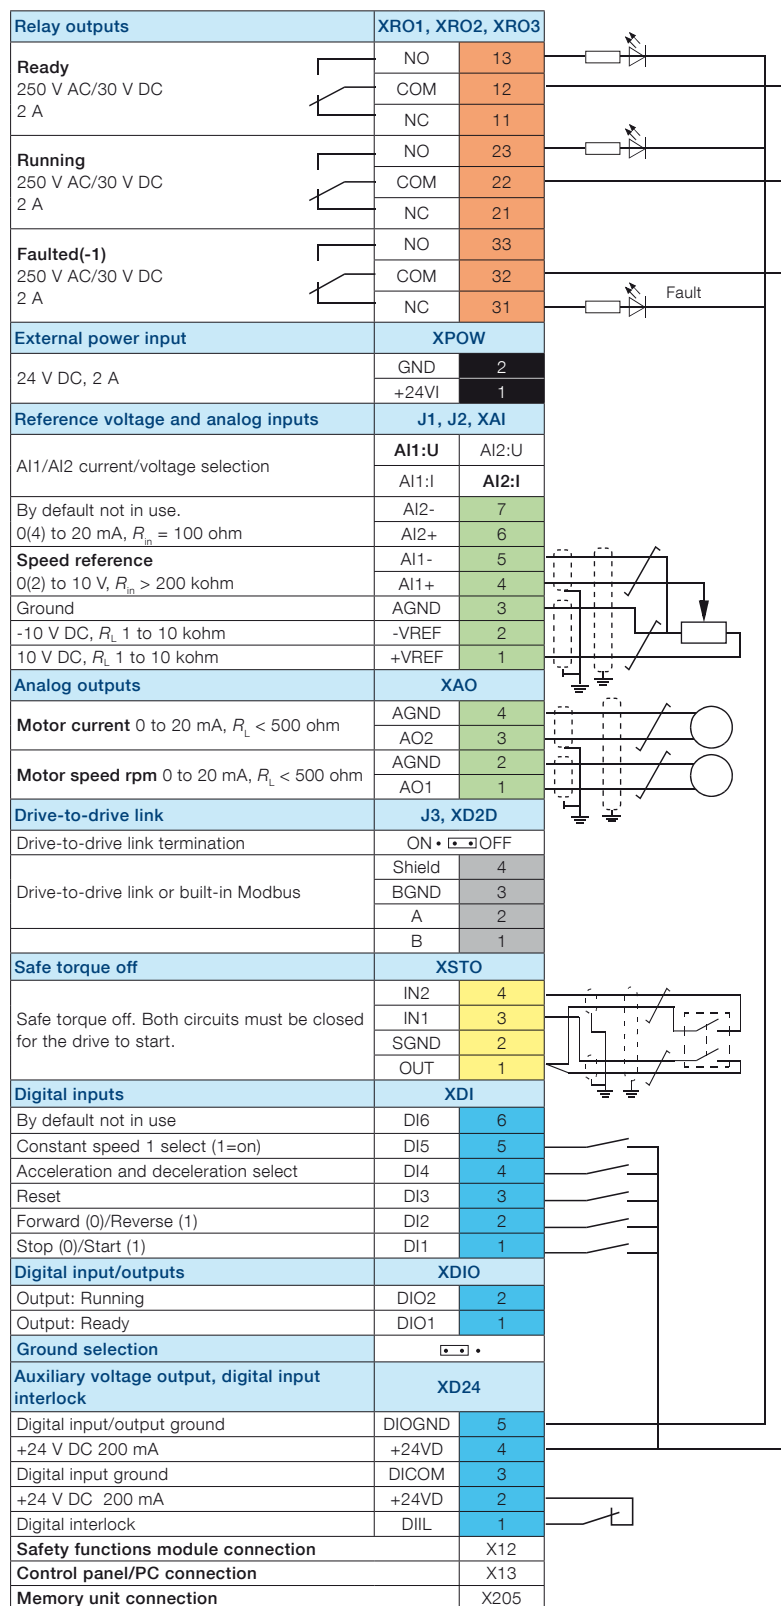 Relay outputs XRO1, XRO2, XRO3
Ready
250 V AC/30 V DC
2 A
NO 13
COM 12
NC 11
Running
250 V AC/30 V DC
2 A
NO 23
COM 22
NC 21
Faulted(-1)
250 V AC/30 V DC
2 A
NO 33
COM 32
NC 31
Fault
External power input XPOW
24 V DC, 2 A
GND 2
+24VI 1
Reference voltage and analog inputs J1, J2, XAI
AI1/AI2 current/voltage selection
AI1:U AI2:U
AI1:I AI2:I
By default not in use. AI2- 7
0(4) to 20 mA, Rin = 100 ohm AI2+ 6
Speed reference AI1- 5
0(2) to 10 V, Rin > 200 kohm AI1+ 4
Ground AGND 3
-10 V DC, RL 1 to 10 kohm -VREF 2
10 V DC, RL 1 to 10 kohm +VREF 1
Analog outputs XAO
Motor current 0 to 20 mA, RL < 500 ohm
AGND 4
AO2 3
Motor speed rpm 0 to 20 mA, RL < 500 ohm
AGND 2
AO1 1
Drive-to-drive link J3, XD2D
Drive-to-drive link termination ON OFF
Drive-to-drive link or built-in Modbus
Shield 4
BGND 3
A 2
B 1
Safe torque off XSTO
Safe torque off. Both circuits must be closed
for the drive to start.
IN2 4
IN1 3
SGND 2
OUT 1
Digital inputs XDI
By default not in use DI6 6
Constant speed 1 select (1=on) DI5 5
Acceleration and deceleration select DI4 4
Reset DI3 3
Forward (0)/Reverse (1) DI2 2
Stop (0)/Start (1) DI1 1
Digital input/outputs XDIO
Output: Running DIO2 2
Output: Ready DIO1 1
Ground selection
Auxiliary voltage output, digital input
interlock XD24
Digital input/output ground DIOGND 5
+24 V DC 200 mA +24VD 4
Digital input ground DICOM 3
+24 V DC 200 mA +24VD 2
Digital interlock DIIL 1
Safety functions module connection X12
Control panel/PC connection X13
Memory unit connection X205